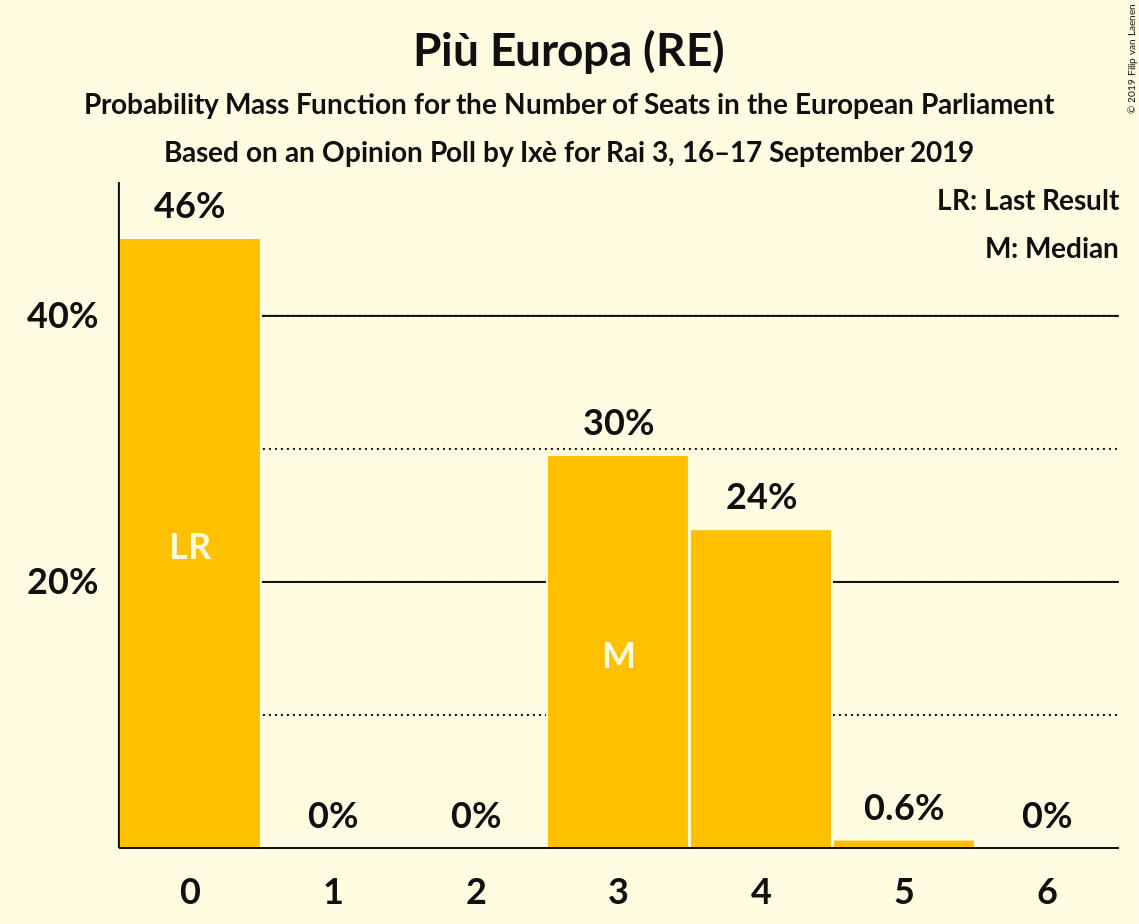 Più Europa (RE)
Probability Mass Function for the Number of Seats in the European Parliament
Based on an Opinion Poll by Ixè for Rai 3, 16–17 September 2019
© 2019 Filip van Laenen
LR: Last Result
M: Median
46%
40%
30%
24%
LR
20%
M
0%
0%
0.6%
0%
0 1 2 3 4 5 6